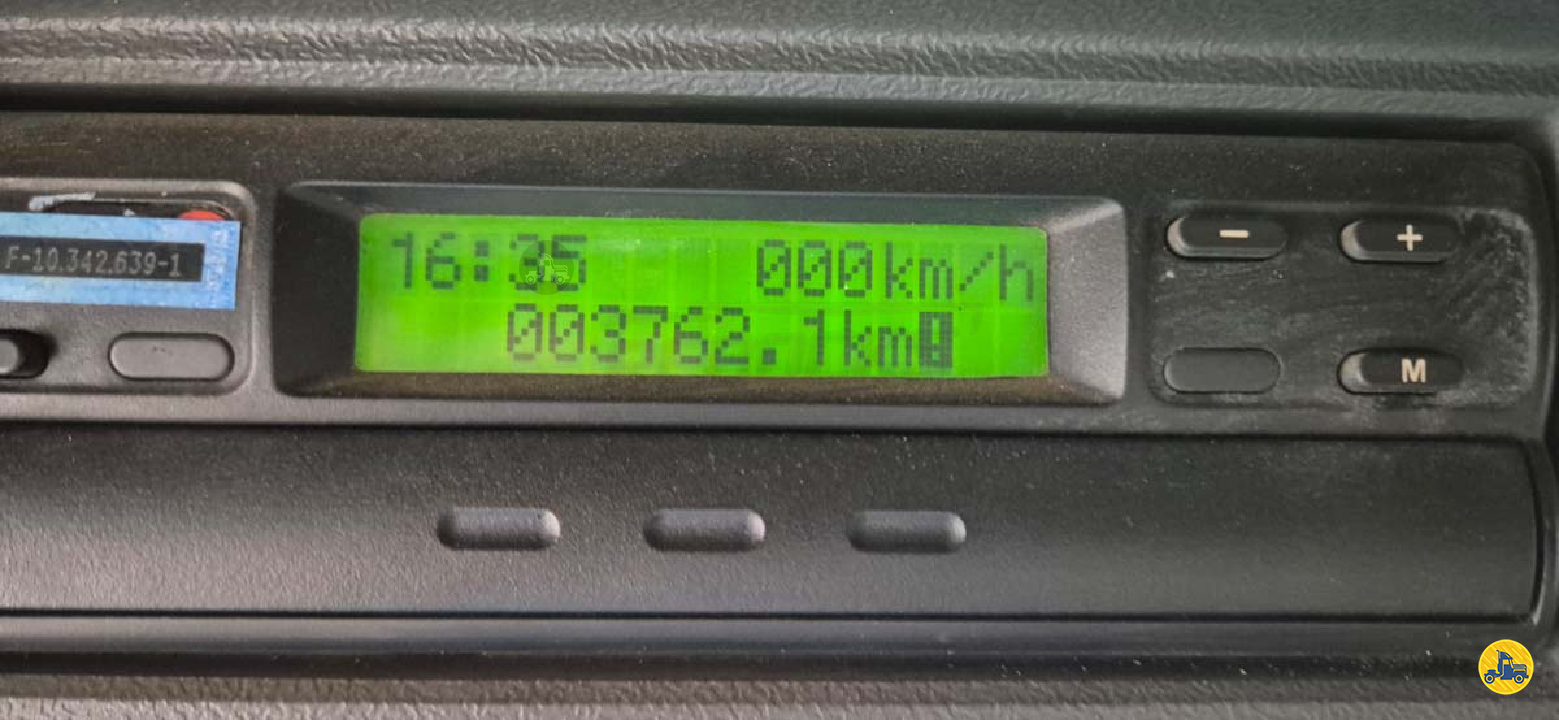 F-10.342.639-1
16:35 000km/h
003762.1km!
- +
M